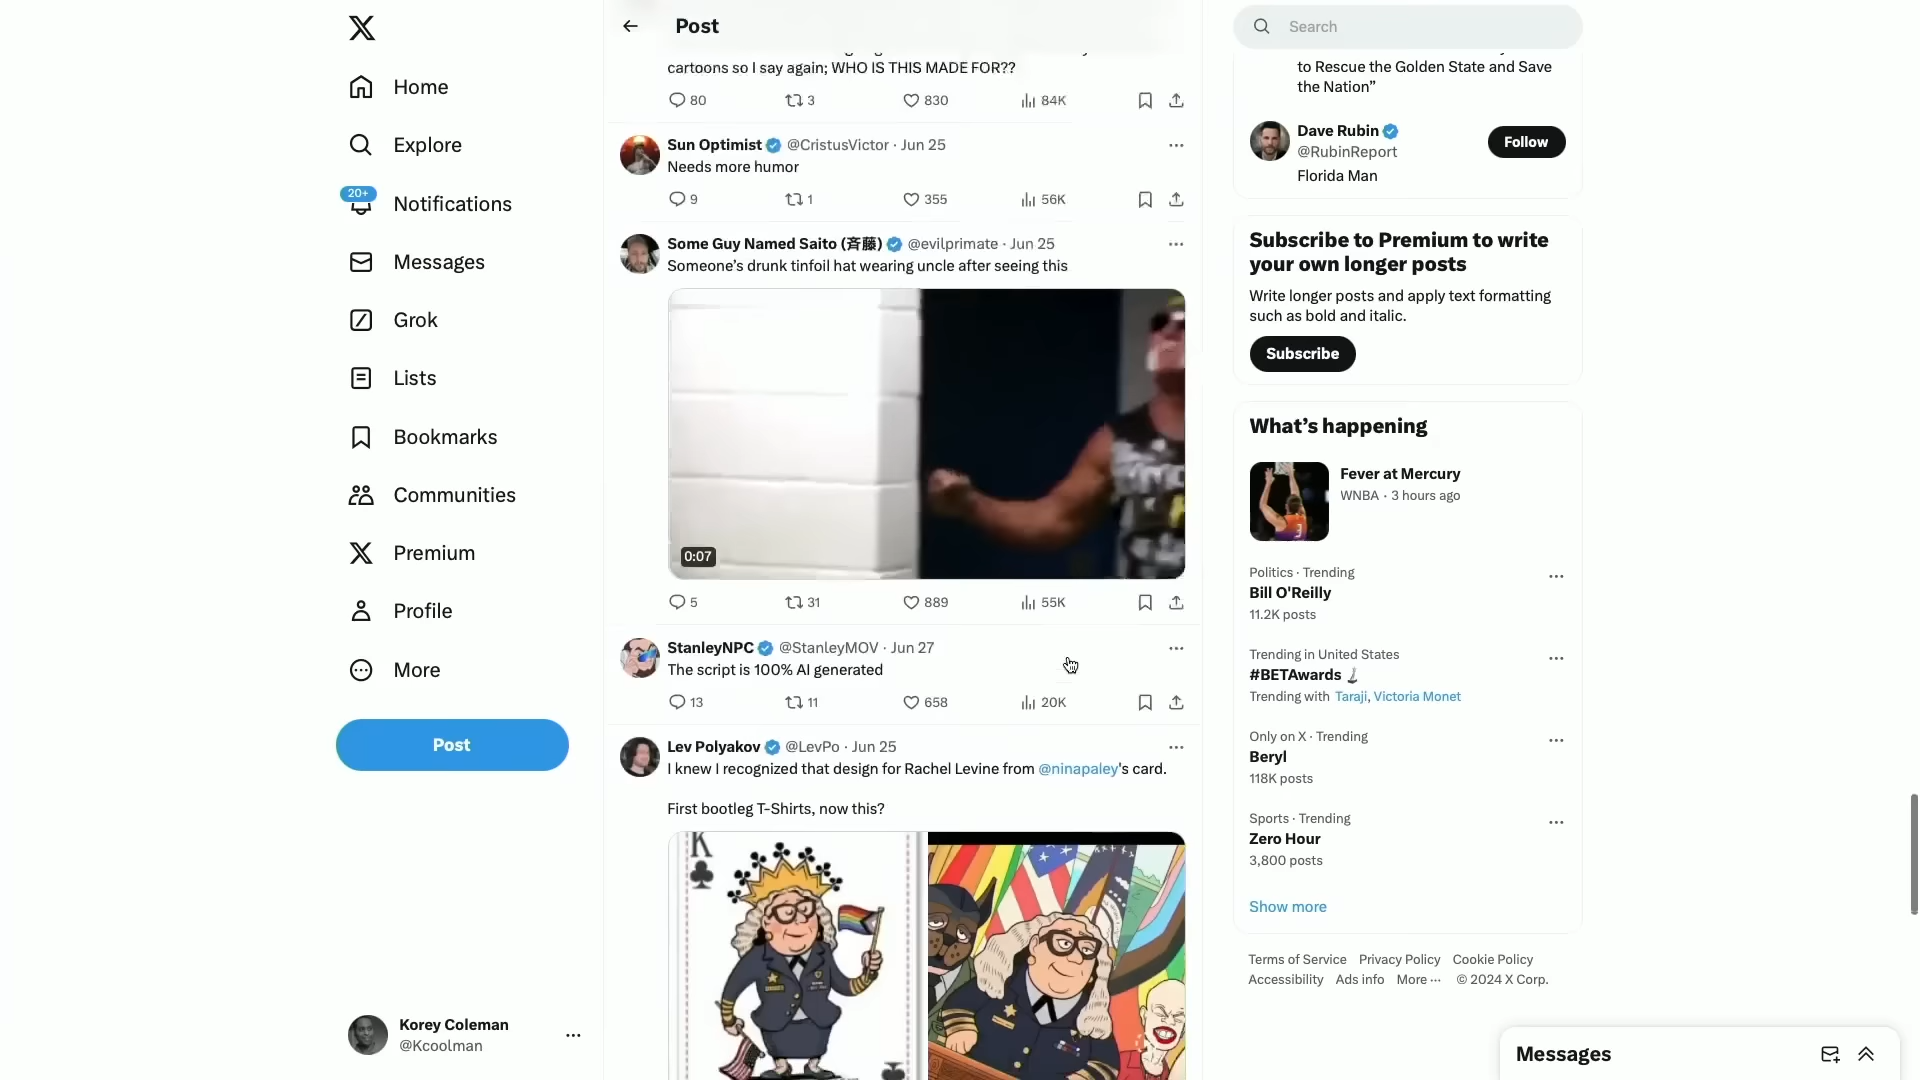 Home
Explore
20+
Notifications
Messages
Grok
Lists
Bookmarks
Communities
Premium
Profile
More
Post
Korey Coleman
@Kcoolman
Post
cartoons so I say again; WHO IS THIS MADE FOR??
80 3 830 84K
Sun Optimist @CristusVictor · Jun 25
Needs more humor
9 1 355 56K
Some Guy Named Saito (斉藤) @evilprimate · Jun 25
Someone's drunk tinfoil hat wearing uncle after seeing this
0:07
5 31 889 55K
StanleyNPC @StanleyMOV · Jun 27
The script is 100% AI generated
13 11 658 20K
Lev Polyakov @LevPo · Jun 25
I knew I recognized that design for Rachel Levine from @ninapaley's card.
First bootleg T-Shirts, now this?
K
Search
to Rescue the Golden State and Save
the Nation”
Dave Rubin
@RubinReport
Follow
Florida Man
Subscribe to Premium to write
your own longer posts
Write longer posts and apply text formatting
such as bold and italic.
Subscribe
What’s happening
Fever at Mercury
WNBA · 3 hours ago
Politics · Trending
Bill O'Reilly
11.2K posts
Trending in United States
#BETAwards
Trending with Taraji, Victoria Monet
Only on X · Trending
Beryl
118K posts
Sports · Trending
Zero Hour
3,800 posts
Show more
Terms of Service Privacy Policy Cookie Policy
Accessibility Ads info More ··· © 2024 X Corp.
Messages